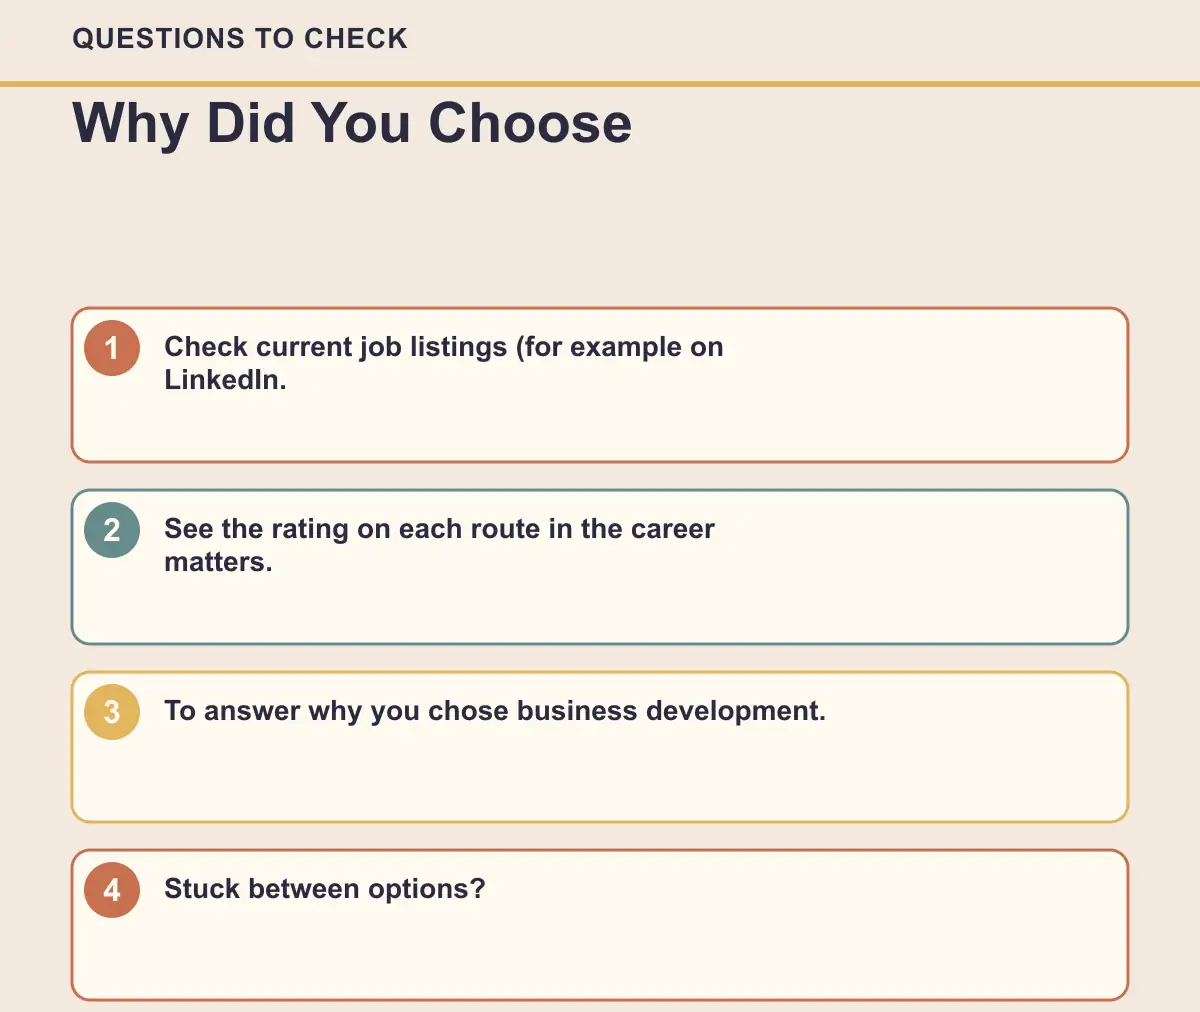 QUESTIONS TO CHECK
Why Did You Choose
1
Check current job listings (for example on
LinkedIn.
2
See the rating on each route in the career
matters.
3
To answer why you chose business development.
4
Stuck between options?